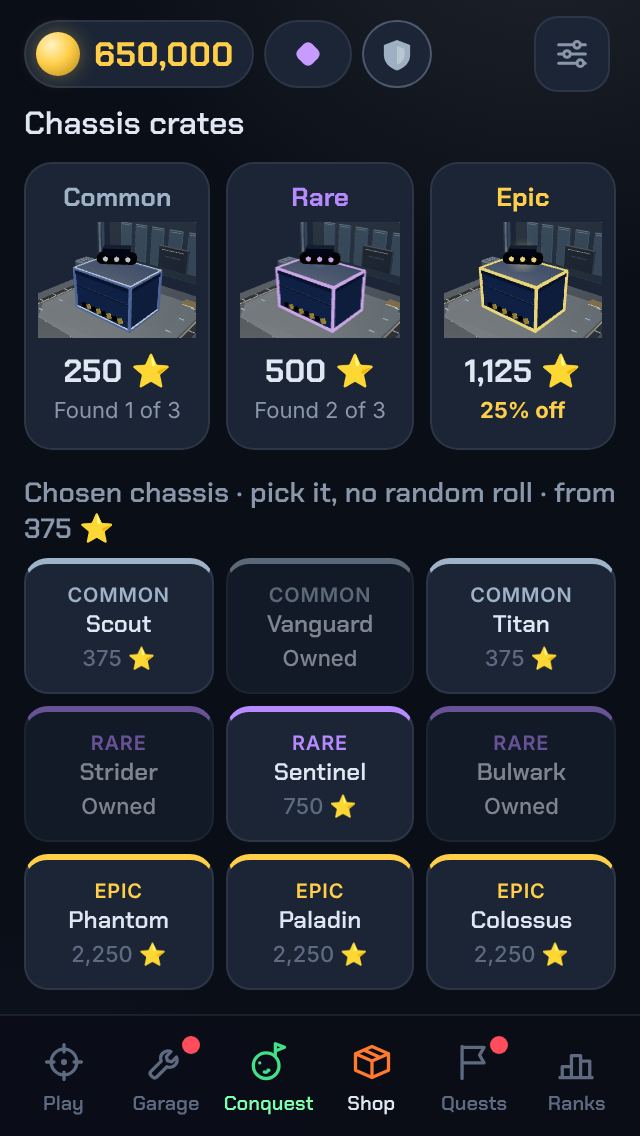 650,000
Chassis crates
Common
Rare
Epic
250 ⭐
500 ⭐
1,125 ⭐
Found 1 of 3
Found 2 of 3
25% off
Chosen chassis · pick it, no random roll · from
375 ⭐
COMMON
Scout
375 ⭐
COMMON
Vanguard
Owned
COMMON
Titan
375 ⭐
RARE
Strider
Owned
RARE
Sentinel
750 ⭐
RARE
Bulwark
Owned
EPIC
Phantom
2,250 ⭐
EPIC
Paladin
2,250 ⭐
EPIC
Colossus
2,250 ⭐
Play
Garage
Conquest
Shop
Quests
Ranks